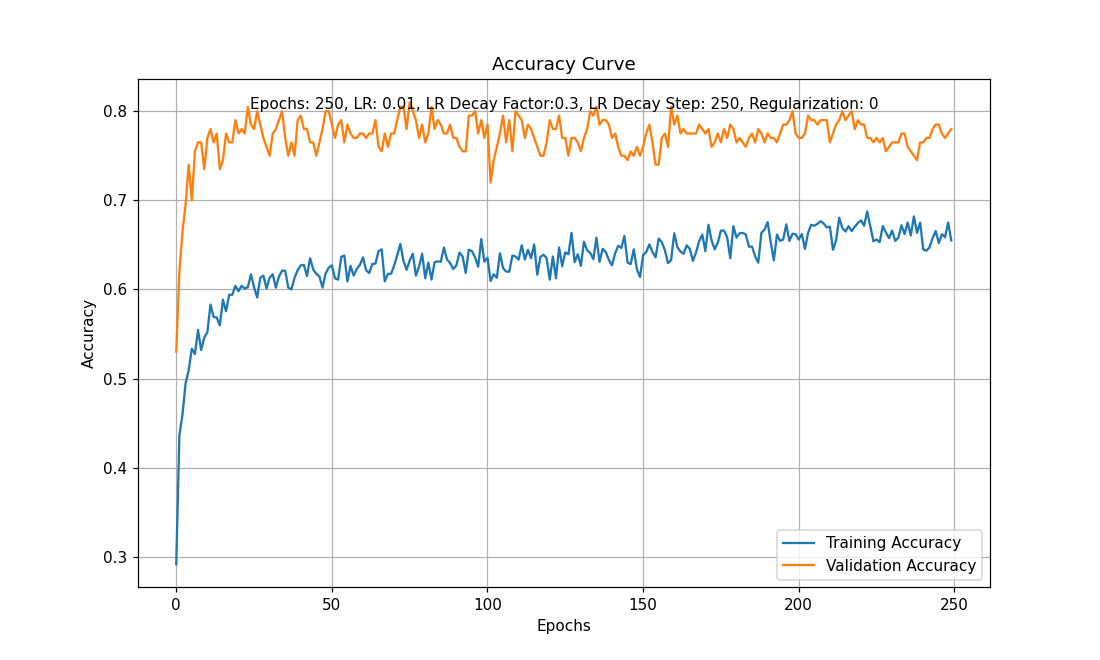 Accuracy Curve
Epochs: 250, LR: 0.01, LR Decay Factor:0.3, LR Decay Step: 250, Regularization: 0
0.8
0.7
0.6
0.5
0.4
0.3
Accuracy
Training Accuracy
Validation Accuracy
0 50 100 150 200 250
Epochs